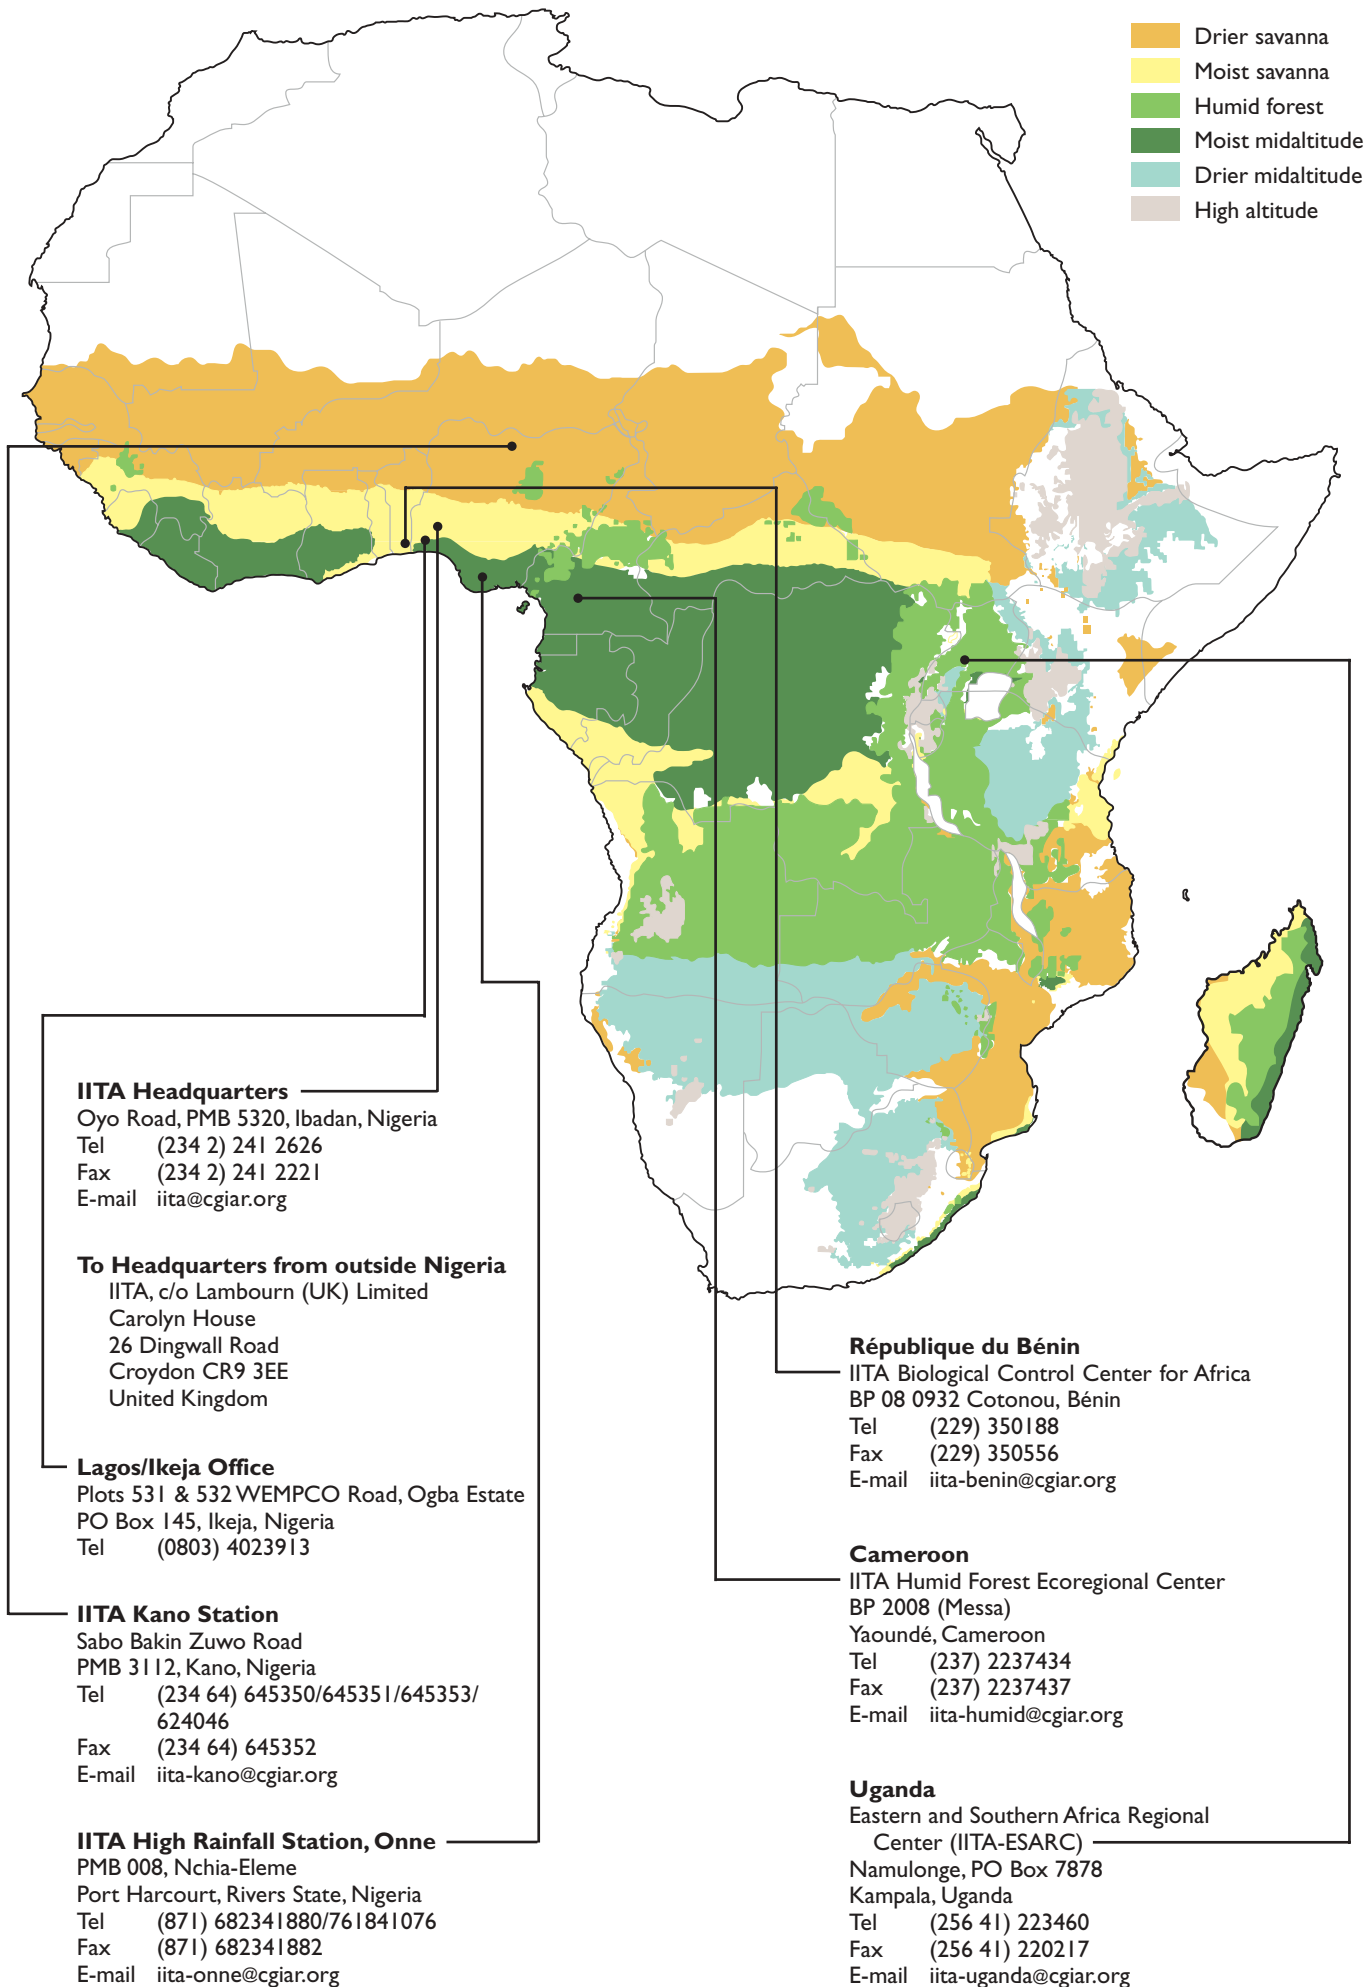 Drier savanna
Moist savanna
Humid forest
Moist midaltitude
Drier midaltitude
High altitude
IITA Headquarters
Oyo Road, PMB 5320, Ibadan, Nigeria
Tel (234 2) 241 2626
Fax (234 2) 241 2221
E-mail iita@cgiar.org
To Headquarters from outside Nigeria
IITA, c/o Lambourn (UK) Limited
Carolyn House
26 Dingwall Road
Croydon CR9 3EE
United Kingdom
Lagos/Ikeja Office
Plots 531 & 532 WEMPCO Road, Ogba Estate
PO Box 145, Ikeja, Nigeria
Tel (0803) 4023913
IITA Kano Station
Sabo Bakin Zuwo Road
PMB 3112, Kano, Nigeria
Tel (234 64) 645350/645351/645353/
624046
Fax (234 64) 645352
E-mail iita-kano@cgiar.org
IITA High Rainfall Station, Onne
PMB 008, Nchia-Eleme
Port Harcourt, Rivers State, Nigeria
Tel (871) 682341880/761841076
Fax (871) 682341882
E-mail iita-onne@cgiar.org
République du Bénin
IITA Biological Control Center for Africa
BP 08 0932 Cotonou, Bénin
Tel (229) 350188
Fax (229) 350556
E-mail iita-benin@cgiar.org
Cameroon
IITA Humid Forest Ecoregional Center
BP 2008 (Messa)
Yaoundé, Cameroon
Tel (237) 2237434
Fax (237) 2237437
E-mail iita-humid@cgiar.org
Uganda
Eastern and Southern Africa Regional
Center (IITA-ESARC)
Namulonge, PO Box 7878
Kampala, Uganda
Tel (256 41) 223460
Fax (256 41) 220217
E-mail iita-uganda@cgiar.org